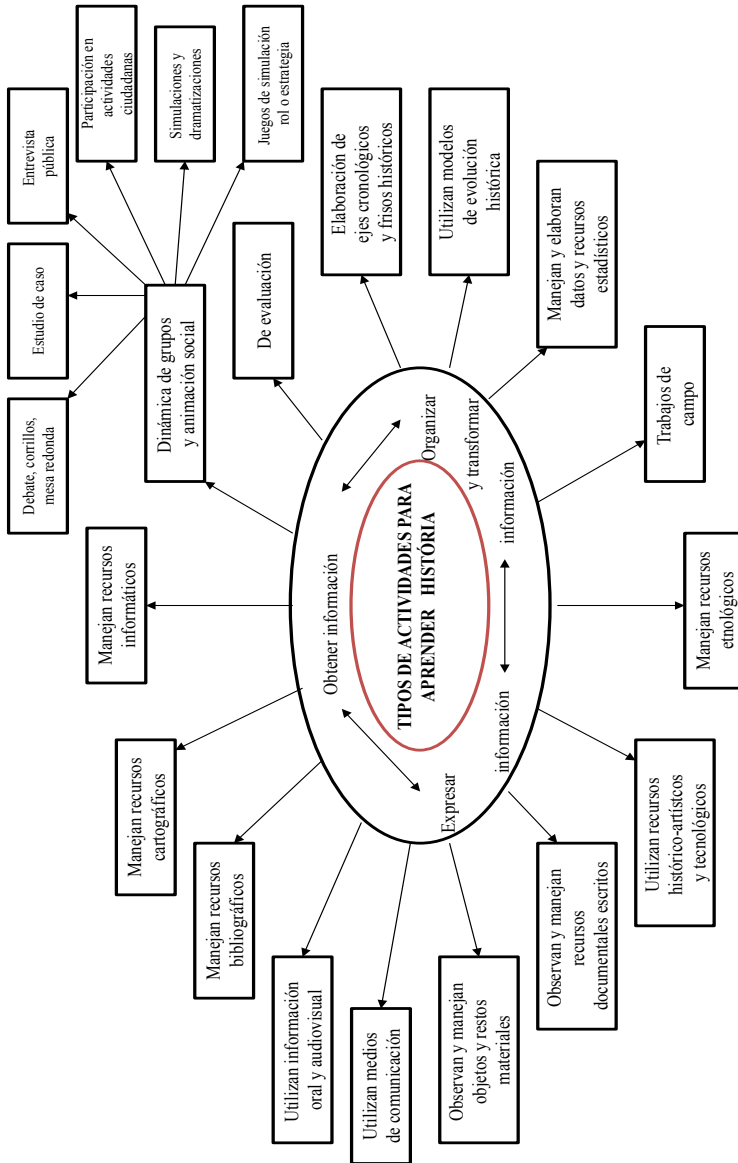 Debate, corrillos,
mesa redonda
Estudio de caso
Entrevista
pública
Participación en
actividades
ciudadanas
Simulaciones y
dramatizaciones
Juegos de simulación
rol o estrategia
Dinámica de grupos
y animación social
De evaluación
Elaboración de
ejes cronológicos
y frisos históricos
Utilizan modelos
de evolución
histórica
Manejan y elaboran
datos y recursos
estadísticos
Trabajos de
campo
Manejan recursos
etnológicos
Utilizan recursos
histórico-artístcos
y tecnológicos
Observan y manejan
recursos
documentales escritos
Observan y manejan
objetos y restos
materiales
Utilizan medios
de comunicación
Utilizan información
oral y audiovisual
Manejan recursos
bibliográficos
Manejan recursos
cartográficos
Manejan recursos
informáticos
Obtener información
Organizar
y transformar
información
Expresar
información
TIPOS DE ACTIVIDADES PARA
APRENDER HISTÓRIA